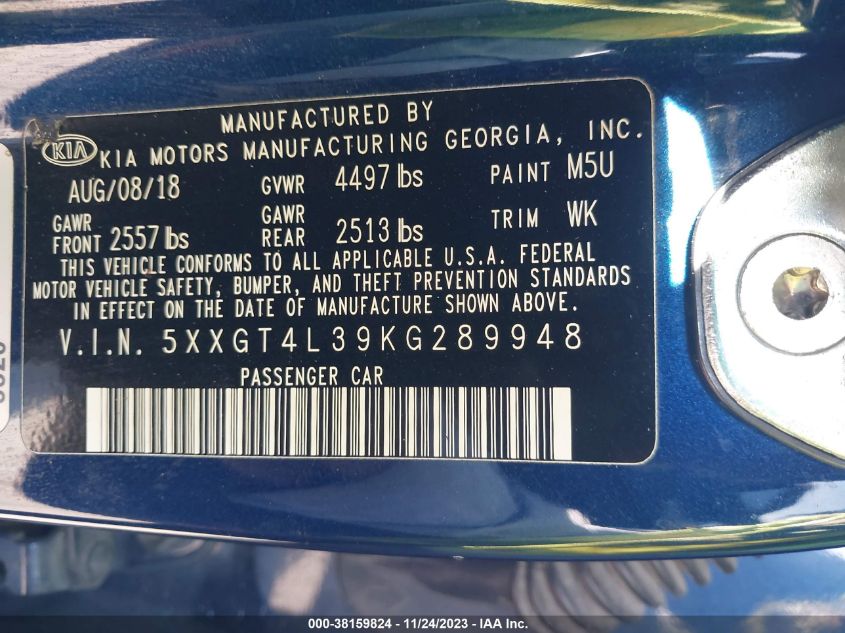 MANUFACTURED BY
KIA KIA MOTORS MANUFACTURING GEORGIA, INC.
AUG/08/18 GVWR 4497 lbs PAINT M5U
GAWR FRONT 2557 lbs GAWR REAR 2513 lbs TRIM WK
THIS VEHICLE CONFORMS TO ALL APPLICABLE U.S.A. FEDERAL
MOTOR VEHICLE SAFETY, BUMPER, AND THEFT PREVENTION STANDARDS
IN EFFECT ON THE DATE OF MANUFACTURE SHOWN ABOVE.
V.I.N. 5XXGT4L39KG289948
PASSENGER CAR
000-38159824 - 11/24/2023 - IAA Inc.